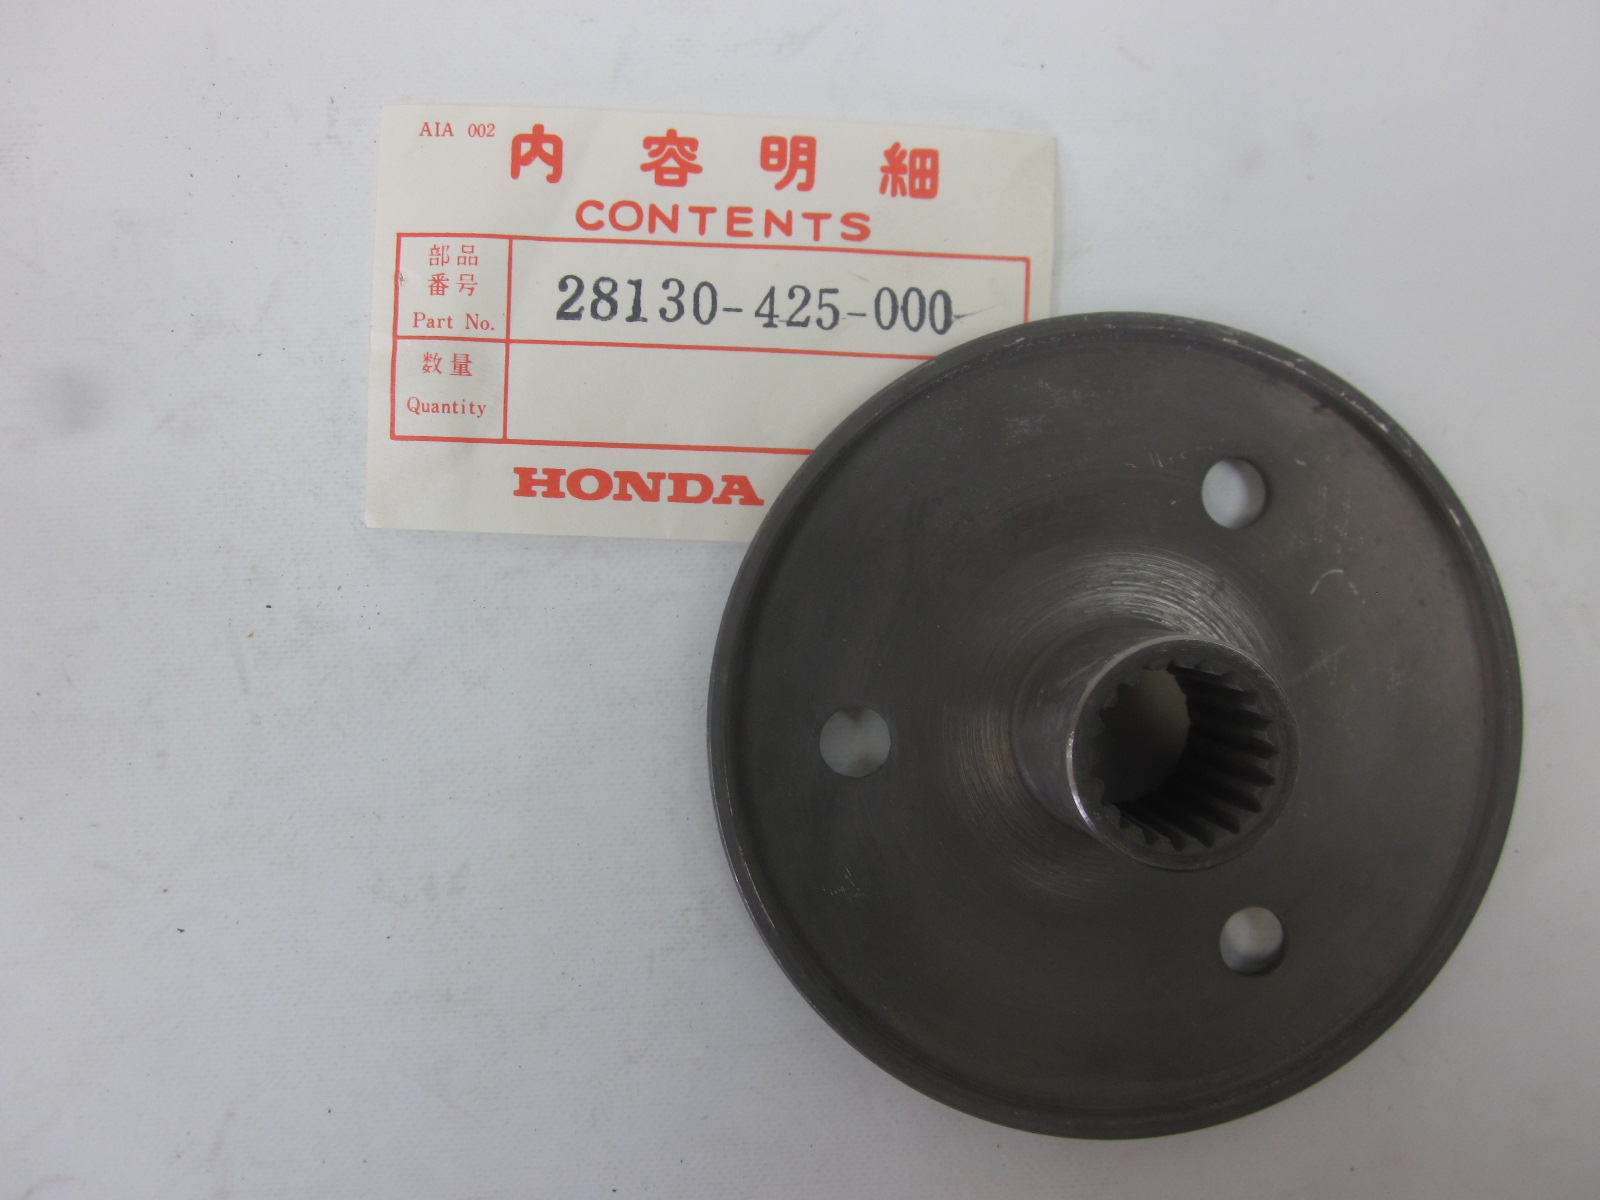 AIA 002
内容明細
CONTENTS
部品
番号
Part No.
28130-425-000
数量
Quantity
HONDA